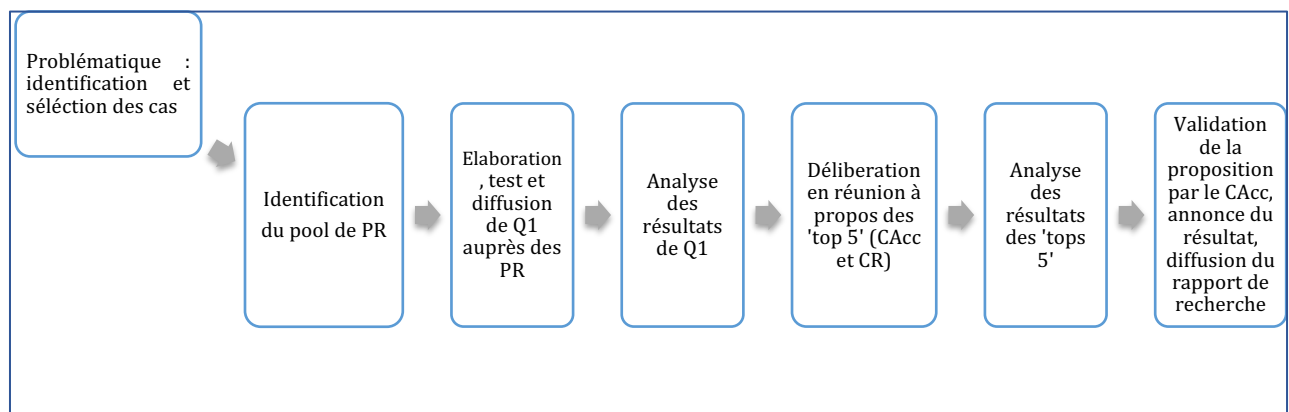 Problématique :
identification et
séléction des cas
Identification
du pool de PR
Elaboration
, test et
diffusion
de Q1
auprès des
PR
Analyse
des
résultats
de Q1
Déliberation
en réunion à
propos des
'top 5' (CAcc
et CR)
Analyse
des
résultats
des 'tops
5'
Validation
de la
proposition
par le CAcc,
annonce du
résultat,
diffusion du
rapport de
recherche